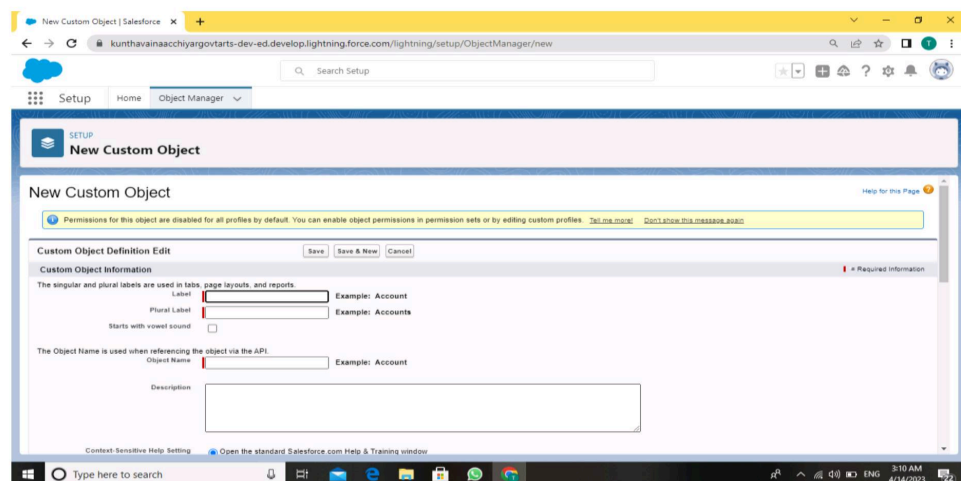 New Custom Object | Salesforce
kunthavainaacchiyargovtarts-dev-ed.develop.lightning.force.com/lightning/setup/ObjectManager/new
T
Search Setup
Setup Home Object Manager
SETUP
New Custom Object
New Custom Object
Help for this Page
Permissions for this object are disabled for all profiles by default. You can enable object permissions in permission sets or by editing custom profiles. Tell me more! Don't show this message again
Custom Object Definition Edit Save Save & New Cancel
Custom Object Information = Required Information
The singular and plural labels are used in tabs, page layouts, and reports.
Label Example: Account
Plural Label Example: Accounts
Starts with vowel sound
The Object Name is used when referencing the object via the API.
Object Name Example: Account
Description
Context-Sensitive Help Setting Open the standard Salesforce.com Help & Training window
Type here to search
ENG
3:10 AM
4/14/2023
22